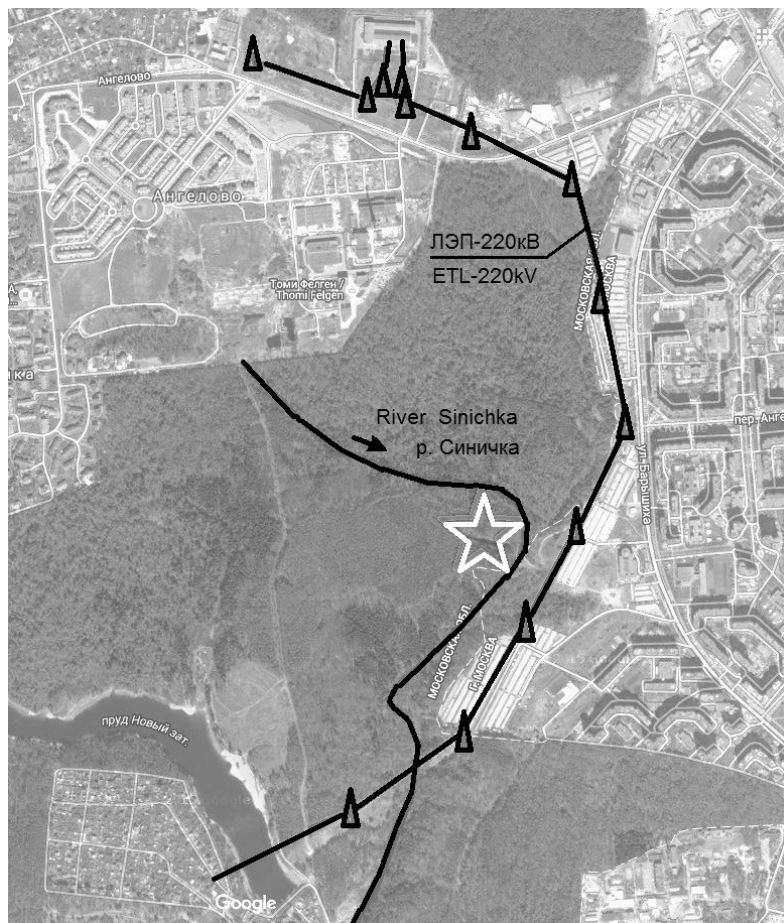 Ангелово
Ангелово
ЛЭП-220кВ
ETL-220kV
МОСКОВСКАЯ
МОСКВА
Томи Фелген /
Thomi Felgen
нка
River Sinichka
р. Синичка
пер. Анге
ул. Барышиха
МОСКОВСКАЯ ОБЛ.
г. МОСКВА
пруд Новый зат.
Google